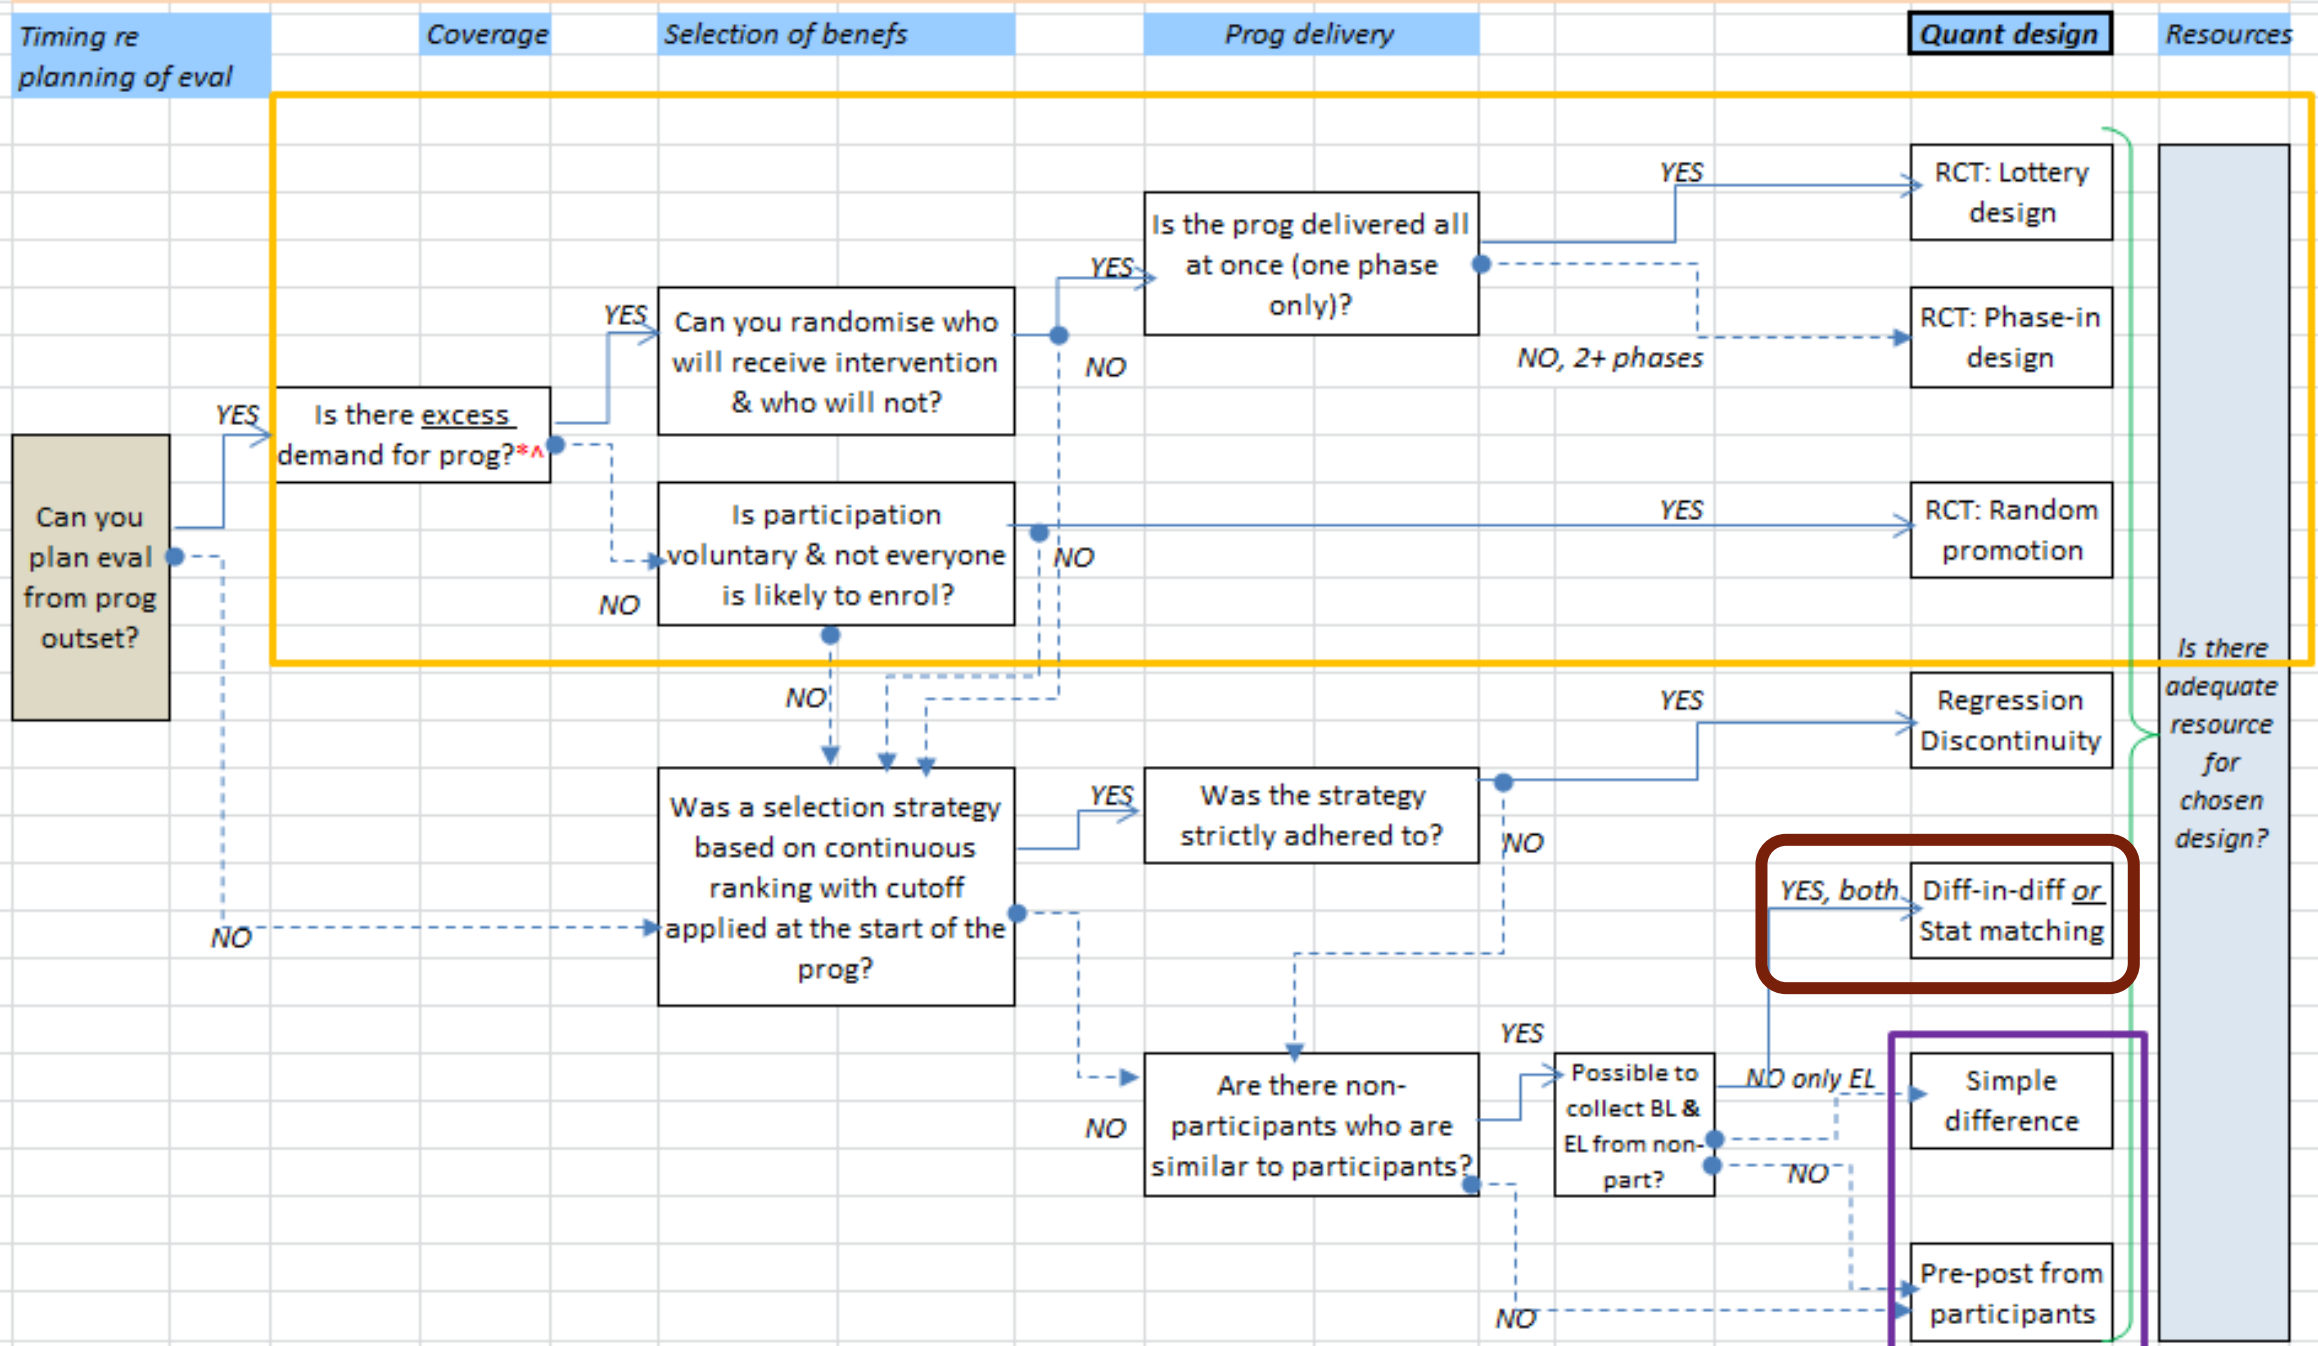 Timing re
planning of eval
Coverage
Selection of benefs
Prog delivery
Quant design
Resources
Can you
plan eval
from prog
outset?
YES
NO
Is there excess
demand for prog?*^
YES
NO
Can you randomise who
will receive intervention
& who will not?
YES
NO
Is participation
voluntary & not everyone
is likely to enrol?
YES
NO
NO
Is the prog delivered all
at once (one phase
only)?
YES
NO, 2+ phases
RCT: Lottery
design
RCT: Phase-in
design
RCT: Random
promotion
Was a selection strategy
based on continuous
ranking with cutoff
applied at the start of the
prog?
YES
NO
Was the strategy
strictly adhered to?
YES
NO
Regression
Discontinuity
Are there non-
participants who are
similar to participants?
YES
NO
Possible to
collect BL &
EL from non-
part?
YES, both
NO only EL
NO
Diff-in-diff or
Stat matching
Simple
difference
Pre-post from
participants
Is there
adequate
resource
for
chosen
design?